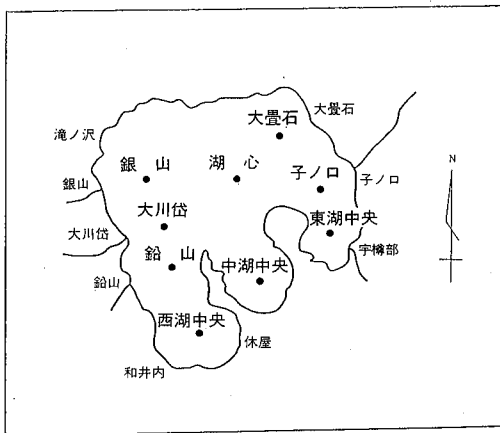 大畳石
大畳石
滝ノ沢
銀山
湖心
子ノ口
子ノ口
銀山
N
大川岱
東湖中央
大川岱
宇樽部
鉛山
中湖中央
鉛山
西湖中央
休屋
和井内